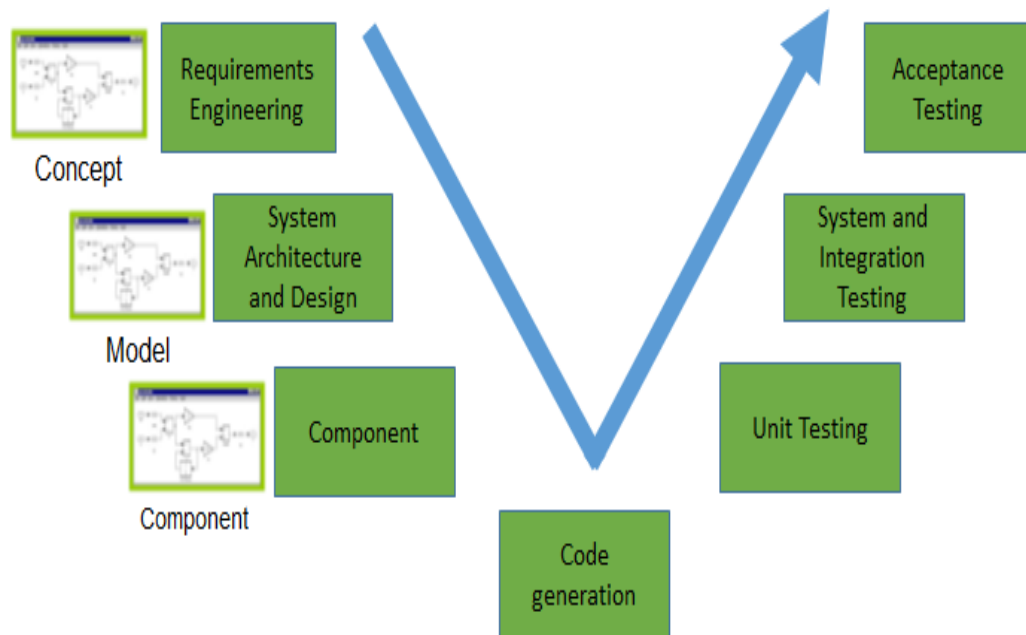 Requirements
Engineering
Acceptance
Testing
Concept
System
Architecture
and Design
System and
Integration
Testing
Model
Component
Unit Testing
Component
Code
generation